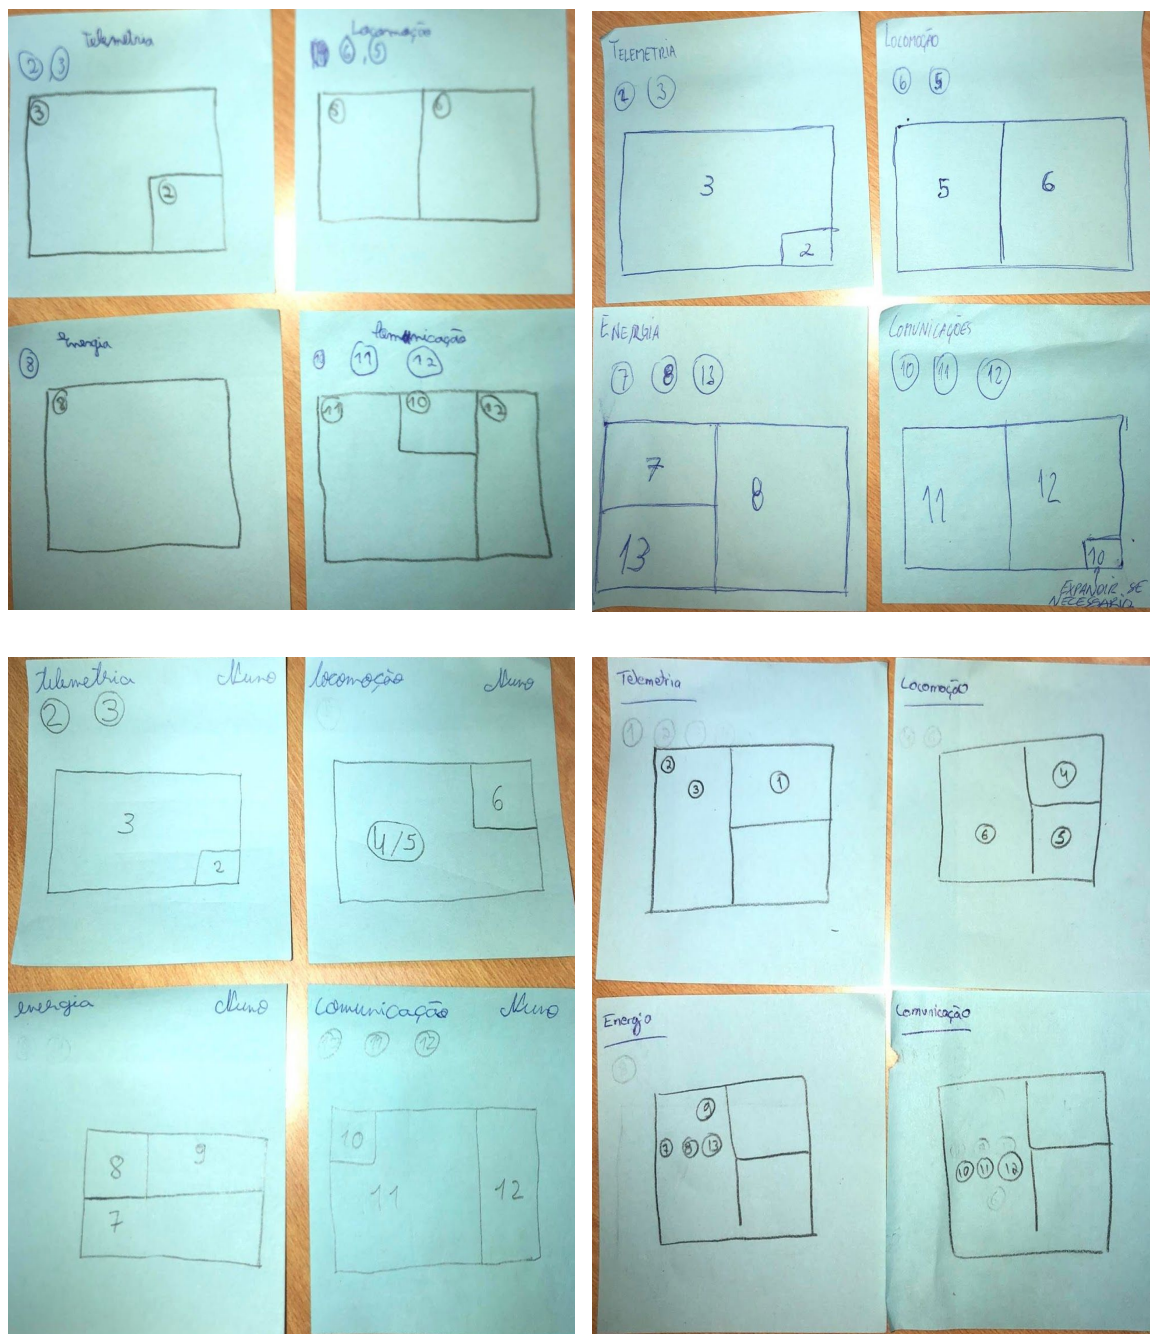 Telemetria
2, 3
3
2
Locomoção
6, 5
5
6
Energia
8
8
11 12
11 10 12
TELEMETRIA
2 3
3
2
LOCOMOÇÃO
6 5
5 6
ENERGIA
7 8 13
7
8
13
COMUNICAÇÕES
10 11 12
11 12
10
EXPANDIR SE
NECESSARIO
telemetria Nuno
2 3
3
2
locomoção Nuno
6
4/5
energia Nuno
8 9
7
comunicação Nuno
11 12
10
11 12
Telemetria
1 2
2
3 1
Locomoção
4
6 5
Energia
9
7 8 13
Comunicação
10 11 12